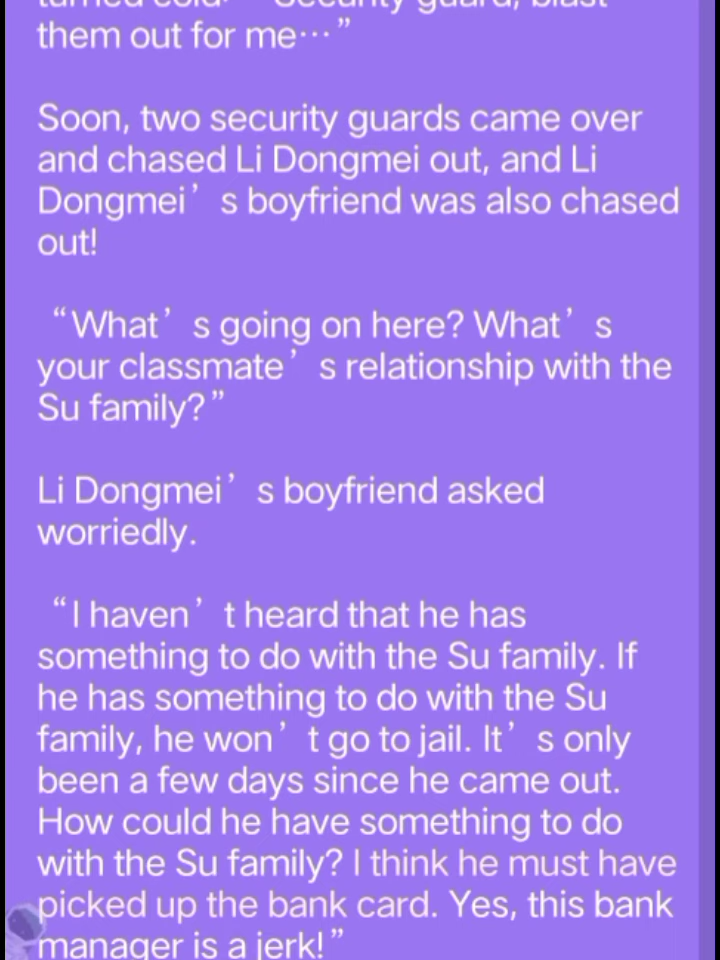 turned cold: “Security guard, blast
them out for me···”
Soon, two security guards came over
and chased Li Dongmei out, and Li
Dongmei’ s boyfriend was also chased
out!
“What’ s going on here? What’ s
your classmate’ s relationship with the
Su family?”
Li Dongmei’ s boyfriend asked
worriedly.
“I haven’ t heard that he has
something to do with the Su family. If
he has something to do with the Su
family, he won’ t go to jail. It’ s only
been a few days since he came out.
How could he have something to do
with the Su family? I think he must have
picked up the bank card. Yes, this bank
manager is a jerk!”